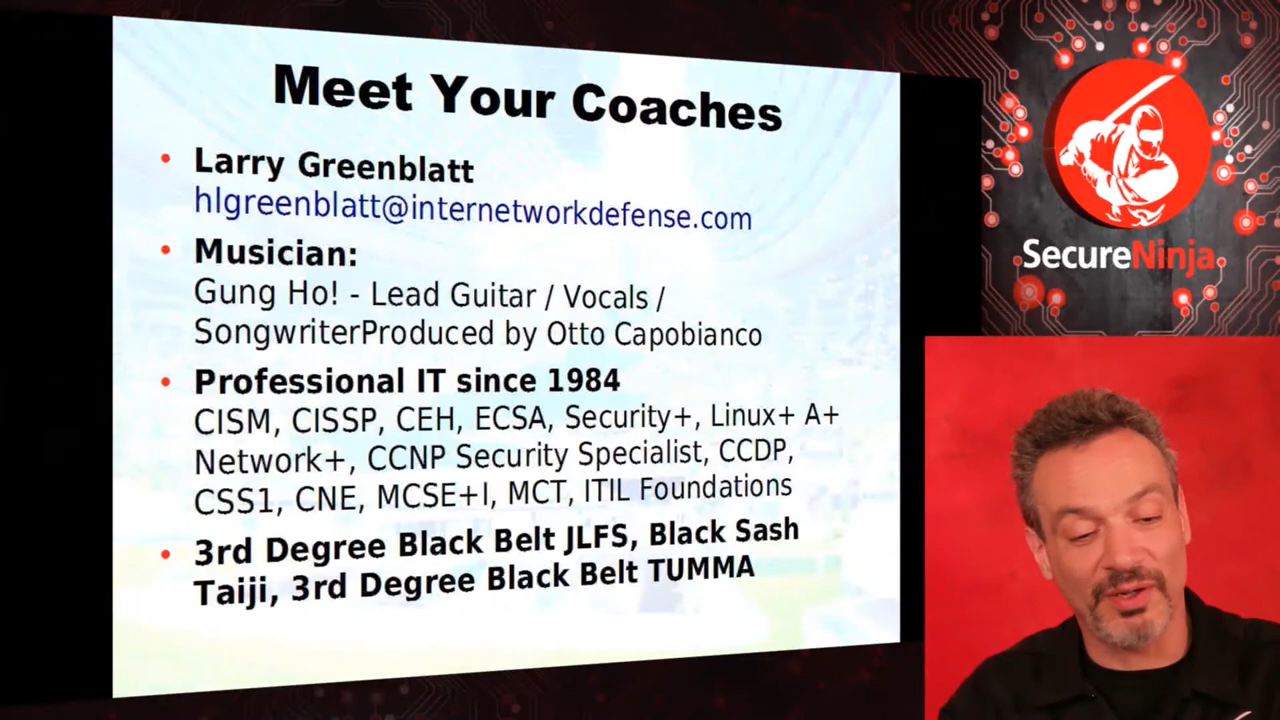 Meet Your Coaches
• Larry Greenblatt
hlgreenblatt@internetworkdefense.com
• Musician:
Gung Ho! - Lead Guitar / Vocals /
SongwriterProduced by Otto Capobianco
• Professional IT since 1984
CISM, CISSP, CEH, ECSA, Security+, Linux+ A+
Network+, CCNP Security Specialist, CCDP,
CSS1, CNE, MCSE+I, MCT, ITIL Foundations
• 3rd Degree Black Belt JLFS, Black Sash
Taiji, 3rd Degree Black Belt TUMMA
SecureNinja